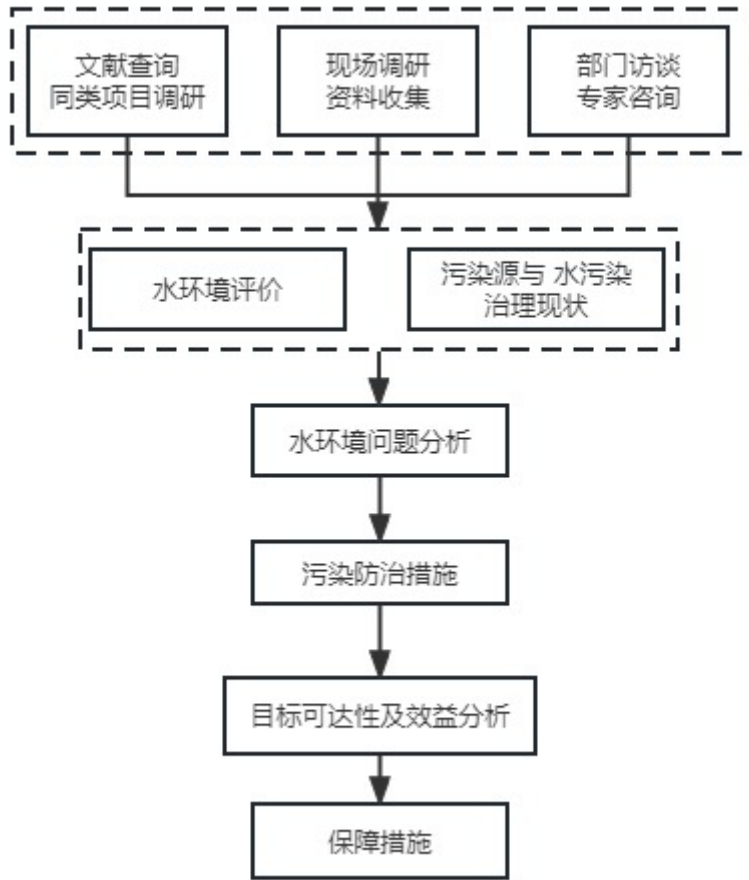 文献查询
同类项目调研
现场调研
资料收集
部门访谈
专家咨询
水环境评价
污染源与 水污染
治理现状
水环境问题分析
污染防治措施
目标可达性及效益分析
保障措施